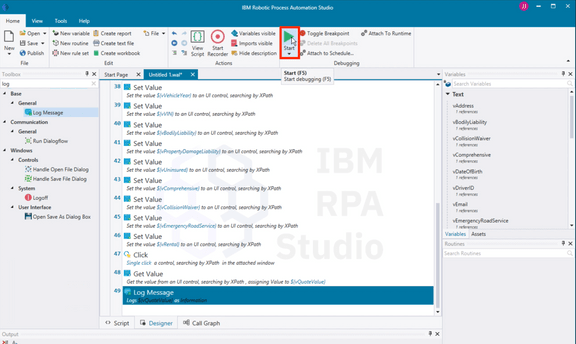 IBM Robotic Process Automation Studio
JJ
Home View Tools Help
New
Open
Save
Publish
File
New variable
New routine
New rule set
Create report
Create text file
Create workbook
File
Edit
View Script
Start Recorder
Variables visible
Imports visible
Hide description
Actions
Start
Toggle Breakpoint
Delete All Breakpoints
Attach to Schedule...
Attach To Runtime
Debugging
Start (F5)
Start debugging (F5)
Toolbox
log
Base
General
Log Message
Communication
General
Run Dialogflow
Windows
Controls
Handle Open File Dialog
Handle Save File Dialog
System
Logoff
User Interface
Open Save As Dialog Box
Start Page
Untitled 1.wal*
38 Set Value
Set the value ${vVehicleYear} to an UI control, searching by XPath
39 Set Value
Set the value ${vVIN} to an UI control, searching by XPath
40 Set Value
Set the value ${vBodilyLiability} to an UI control, searching by XPath
41 Set Value
Set the value ${vPropertyDamageLiability} to an UI control, searching by XPath
42 Set Value
Set the value ${vUninsured} to an UI control, searching by XPath
43 Set Value
Set the value ${vComprehensive} to an UI control, searching by XPath
44 Set Value
Set the value ${vCollisionWaiver} to an UI control, searching by XPath
45 Set Value
Set the value ${vEmergencyRoadService} to an UI control, searching by XPath
46 Set Value
Set the value ${vRental} to an UI control, searching by XPath
47 Click
Single click a control, searching by XPath in the attached window
48 Get Value
Get the value from an UI control, searching by XPath , assigning Value to ${vQuoteValue}
49 Log Message
Logs ${vQuoteValue} as Information
IBM
RPA
Studio
Script Designer Call Graph
Variables
Search Variables
Text
vAddress
1 references
vBodilyLiability
1 references
vCollisionWaiver
1 references
vComprehensive
1 references
vDateOfBirth
1 references
vDriverID
1 references
vEmail
1 references
vEmergencyRoadService
1 references
Variables Assets
Routines
Search Routines
Output